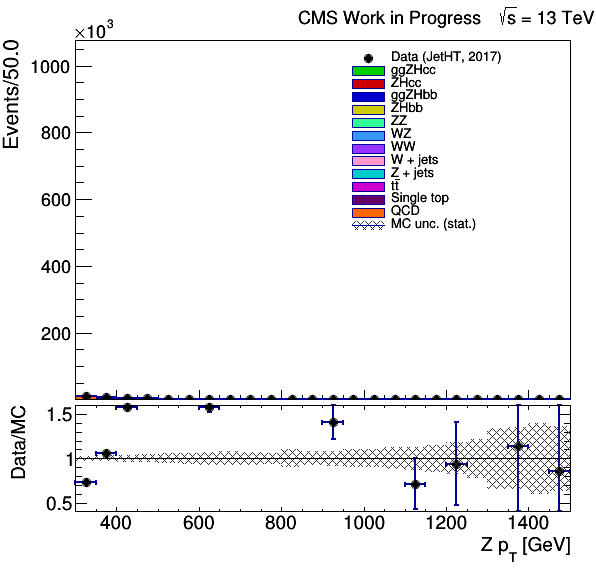 CMS Work in Progress √s = 13 TeV
×10³
Events/50.0
1000
800
600
400
200
Data (JetHT, 2017)
ggZHcc
ZHcc
ggZHbb
ZHbb
ZZ
WZ
WW
W + jets
Z + jets
tt̄
Single top
QCD
MC unc. (stat.)
Data/MC
1.5
1
0.5
400 600 800 1000 1200 1400
Z p_T [GeV]